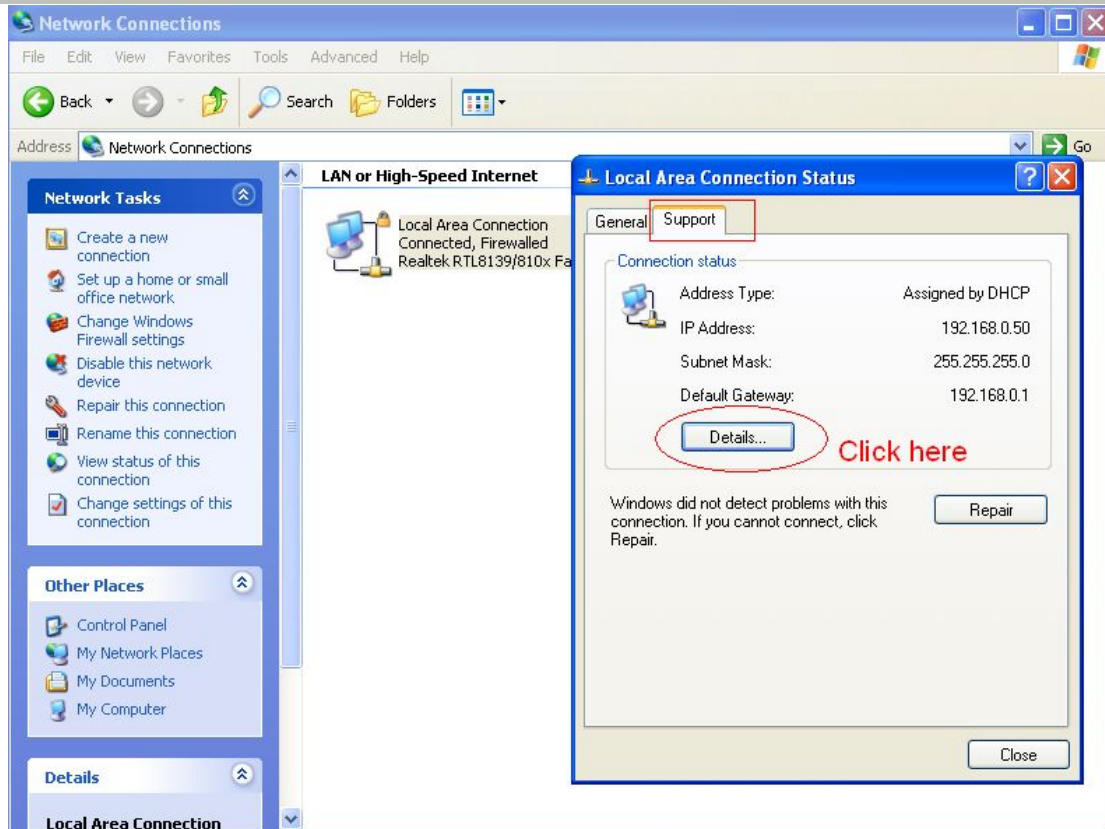 Network Connections
File Edit View Favorites Tools Advanced Help
Back Search Folders
Address Network Connections Go
Network Tasks
Create a new
connection
Set up a home or small
office network
Change Windows
Firewall settings
Disable this network
device
Repair this connection
Rename this connection
View status of this
connection
Change settings of this
connection
Other Places
Control Panel
My Network Places
My Documents
My Computer
Details
Local Area Connection
LAN or High-Speed Internet
Local Area Connection
Connected, Firewalled
Realtek RTL8139/810x Fa
Local Area Connection Status
General Support
Connection status
Address Type: Assigned by DHCP
IP Address: 192.168.0.50
Subnet Mask: 255.255.255.0
Default Gateway: 192.168.0.1
Details...
Click here
Windows did not detect problems with this
connection. If you cannot connect, click
Repair.
Repair
Close